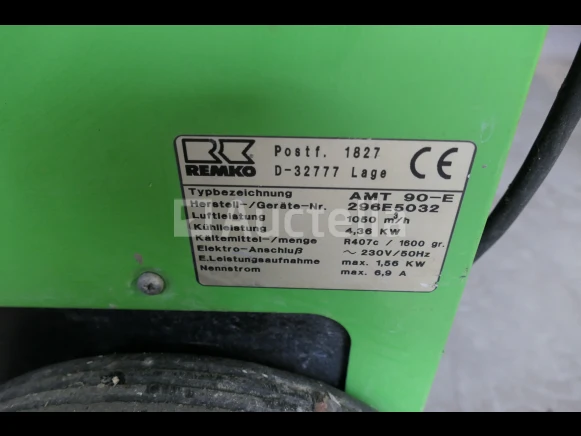 REMKO
Postf. 1827
D-32777 Lage
CE
Typbezeichnung AMT 90-E
Herstell-/Geräte-Nr. 296E5032
Luftleistung 1050 m³/h
Kühlleistung 4,36 KW
Kältemittel-/menge R407c / 1600 gr.
Elektro-Anschluß ~ 230V/50Hz
E.Leistungsaufnahme max. 1,56 KW
Nennstrom max. 6,9 A